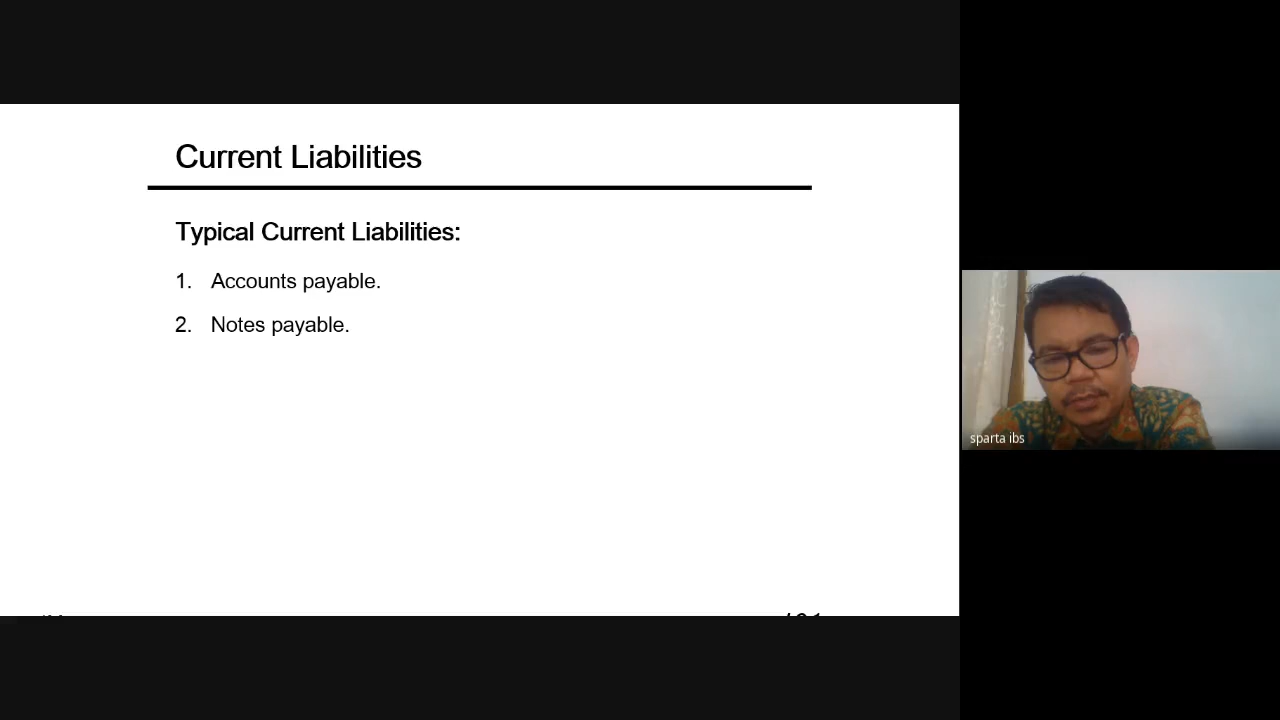 Current Liabilities
Typical Current Liabilities:
1. Accounts payable.
2. Notes payable.
sparta ibs